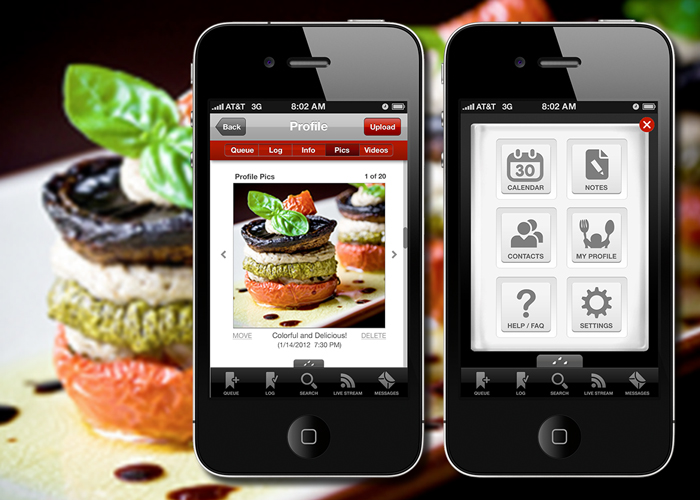 AT&T 3G 8:02 AM
Back Profile Upload
Queue Log Info Pics Videos
Profile Pics 1 of 20
MOVE Colorful and Delicious! DELETE
(1/14/2012 7:30 PM)
QUEUE LOG SEARCH LIVE STREAM MESSAGES
AT&T 3G 8:02 AM
30
CALENDAR NOTES
CONTACTS MY PROFILE
?
HELP / FAQ SETTINGS
QUEUE LOG SEARCH LIVE STREAM MESSAGES